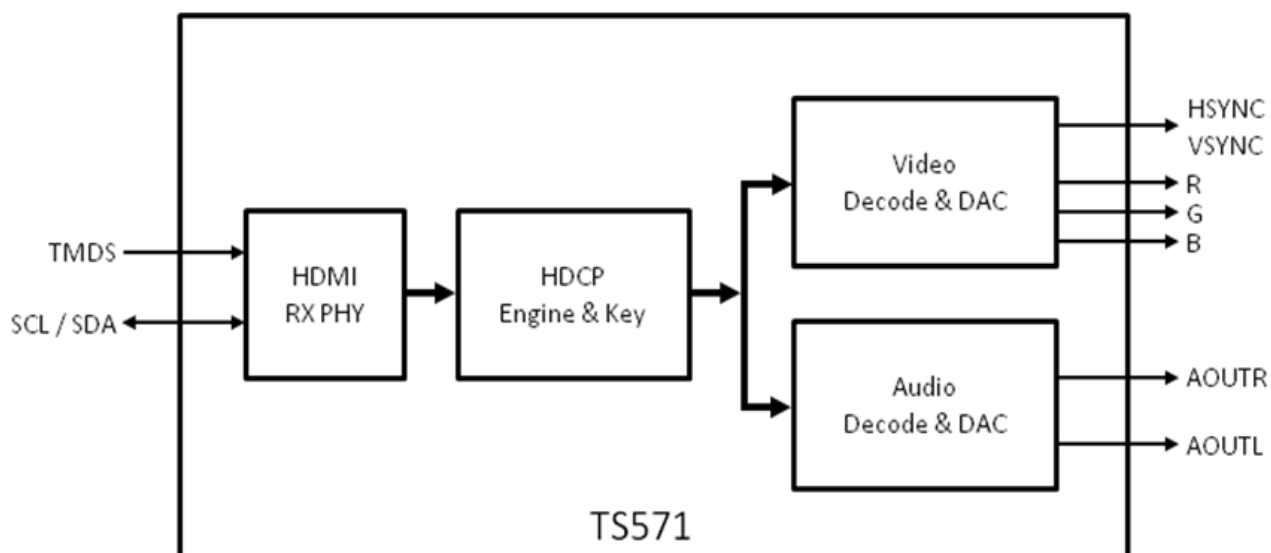 TMDS
SCL / SDA
HDMI
RX PHY
HDCP
Engine & Key
Video
Decode & DAC
Audio
Decode & DAC
HSYNC
VSYNC
R
G
B
AOUTR
AOUTL
TS571